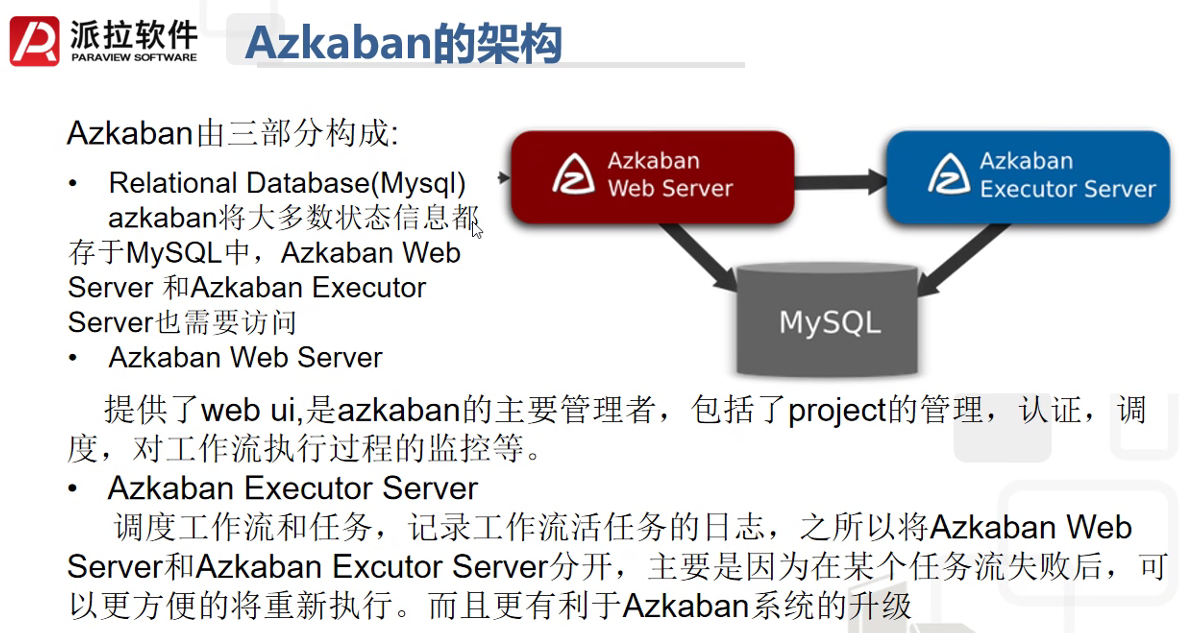 派拉软件
PARAVIEW SOFTWARE
Azkaban的架构
Azkaban由三部分构成:
• Relational Database(Mysql)
azkaban将大多数状态信息都
存于MySQL中，Azkaban Web
Server 和Azkaban Executor
Server也需要访问
• Azkaban Web Server
提供了web ui,是azkaban的主要管理者，包括了project的管理，认证，调
度，对工作流执行过程的监控等。
• Azkaban Executor Server
调度工作流和任务，记录工作流活任务的日志，之所以将Azkaban Web
Server和Azkaban Excutor Server分开，主要是因为在某个任务流失败后，可
以更方便的将重新执行。而且更有利于Azkaban系统的升级
Azkaban
Web Server
Azkaban
Executor Server
MySQL